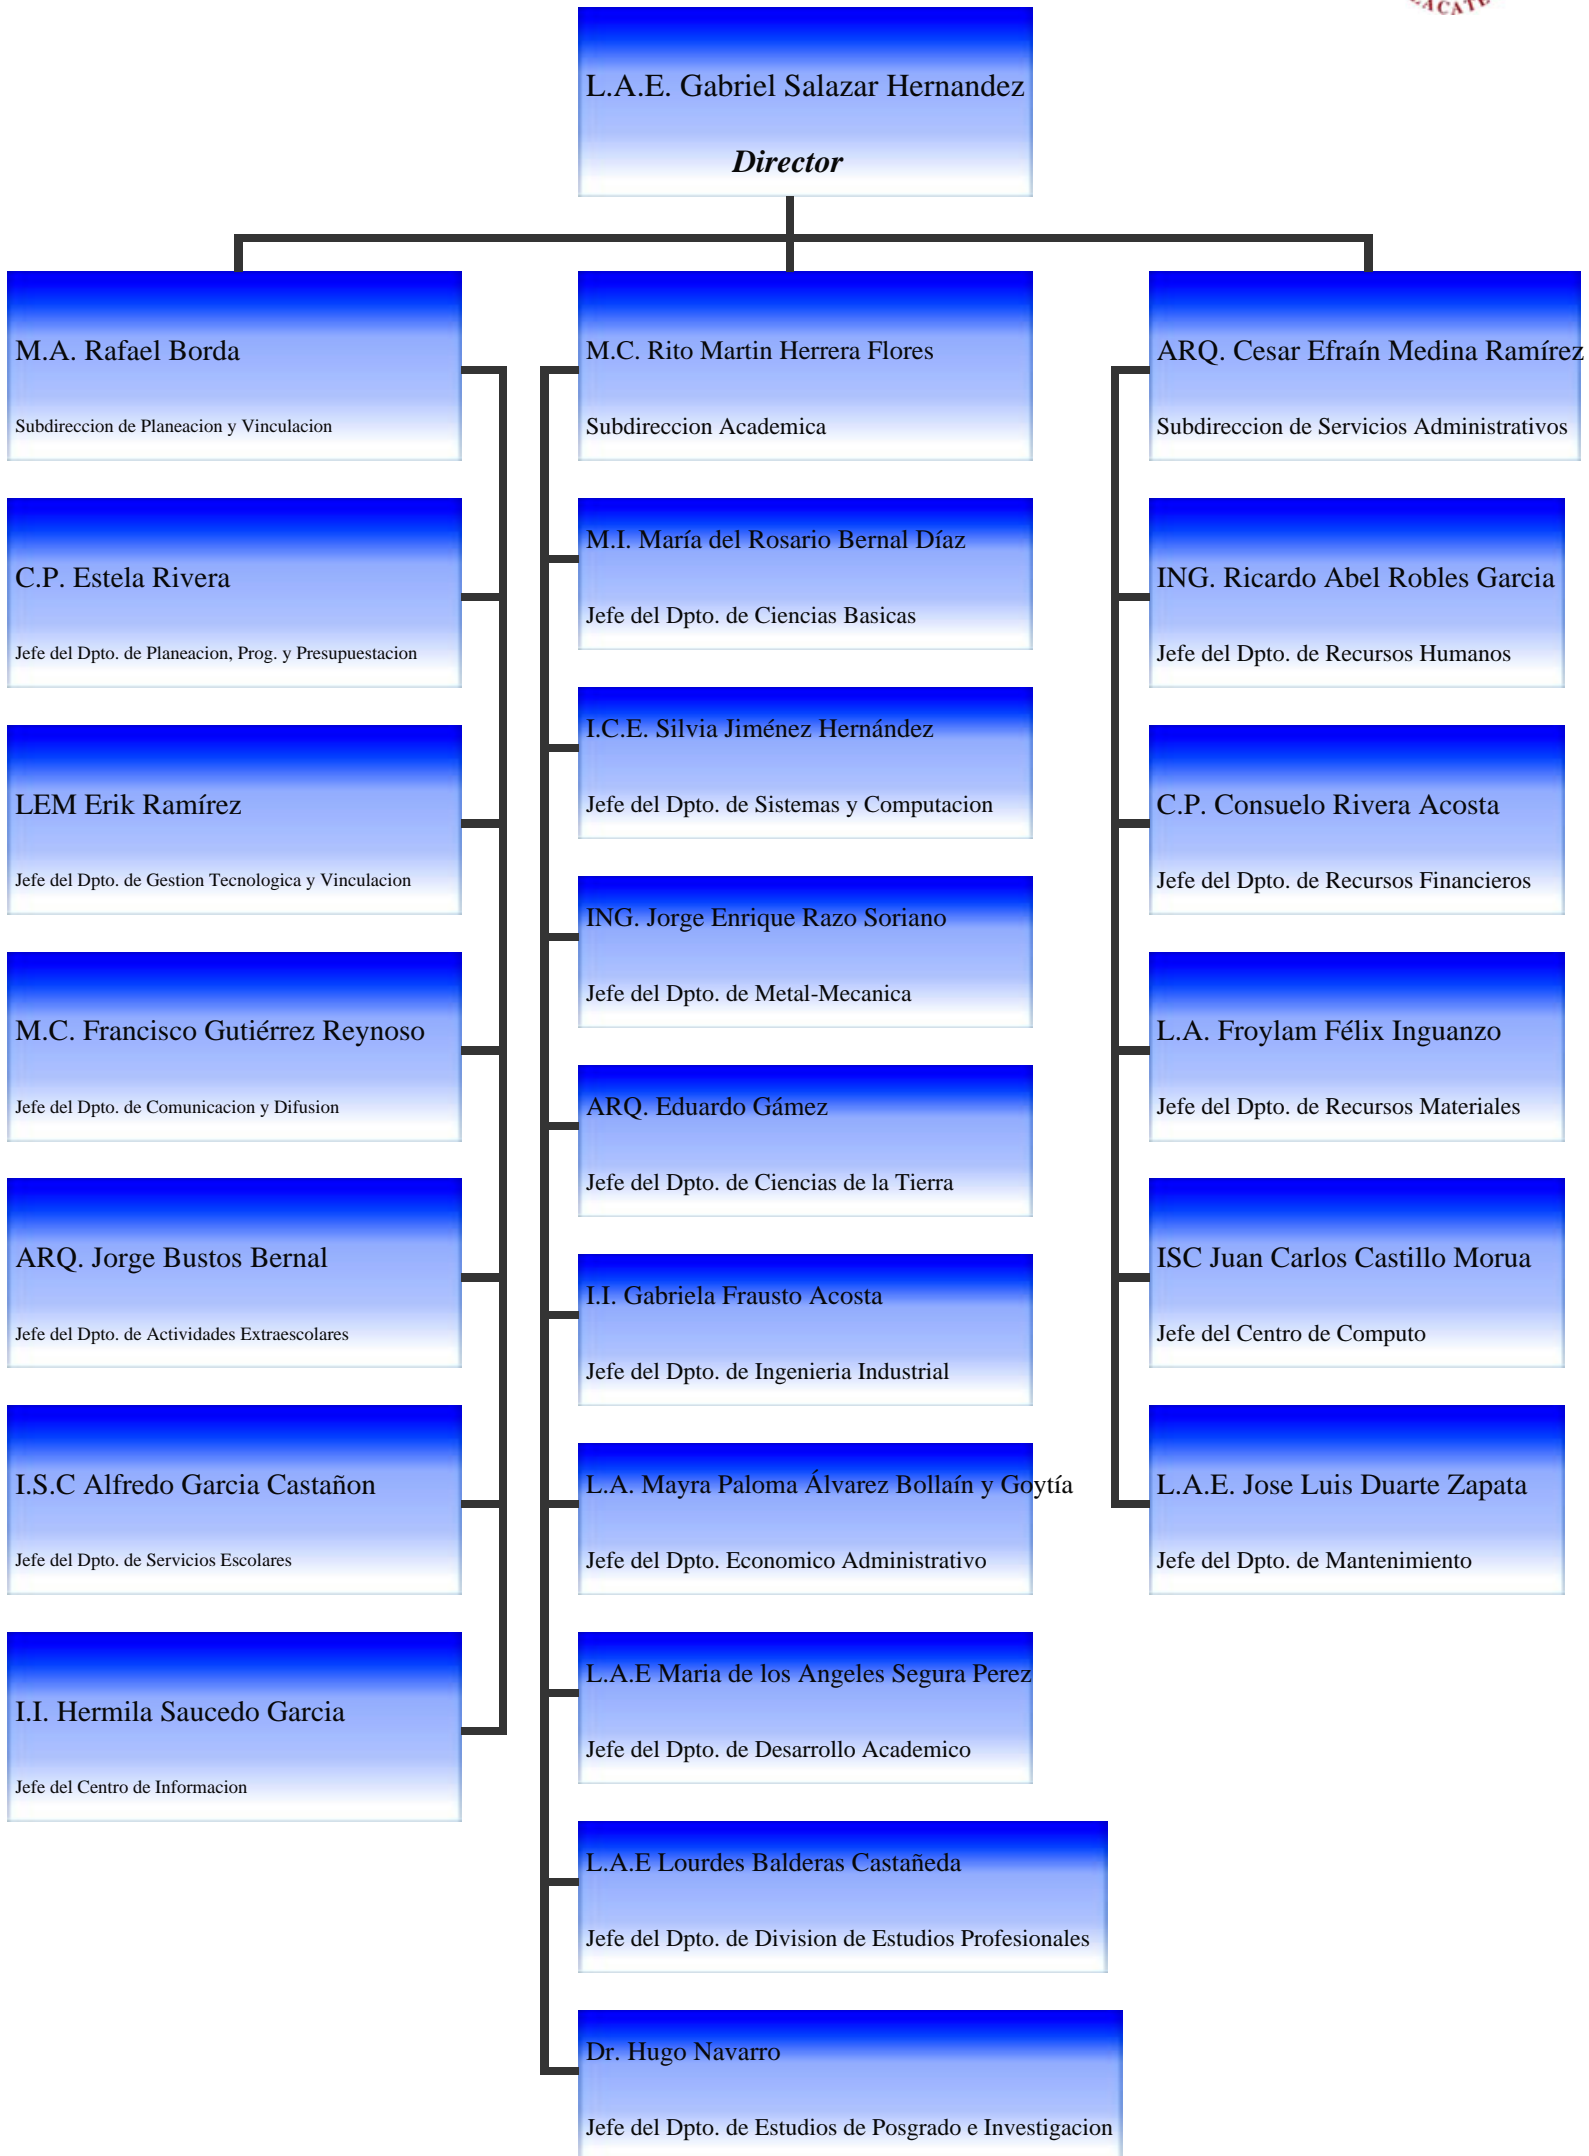 L.A.E. Gabriel Salazar Hernandez
Director
M.A. Rafael Borda
Subdireccion de Planeacion y Vinculacion
C.P. Estela Rivera
Jefe del Dpto. de Planeacion, Prog. y Presupuestacion
LEM Erik Ramírez
Jefe del Dpto. de Gestion Tecnologica y Vinculacion
M.C. Francisco Gutiérrez Reynoso
Jefe del Dpto. de Comunicacion y Difusion
ARQ. Jorge Bustos Bernal
Jefe del Dpto. de Actividades Extraescolares
I.S.C Alfredo Garcia Castañon
Jefe del Dpto. de Servicios Escolares
I.I. Hermila Saucedo Garcia
Jefe del Centro de Informacion
M.C. Rito Martin Herrera Flores
Subdireccion Academica
M.I. María del Rosario Bernal Díaz
Jefe del Dpto. de Ciencias Basicas
I.C.E. Silvia Jiménez Hernández
Jefe del Dpto. de Sistemas y Computacion
ING. Jorge Enrique Razo Soriano
Jefe del Dpto. de Metal-Mecanica
ARQ. Eduardo Gámez
Jefe del Dpto. de Ciencias de la Tierra
I.I. Gabriela Frausto Acosta
Jefe del Dpto. de Ingenieria Industrial
L.A. Mayra Paloma Álvarez Bollaín y Goytía
Jefe del Dpto. Economico Administrativo
L.A.E Maria de los Angeles Segura Perez
Jefe del Dpto. de Desarrollo Academico
L.A.E Lourdes Balderas Castañeda
Jefe del Dpto. de Division de Estudios Profesionales
Dr. Hugo Navarro
Jefe del Dpto. de Estudios de Posgrado e Investigacion
ARQ. Cesar Efraín Medina Ramírez
Subdireccion de Servicios Administrativos
ING. Ricardo Abel Robles Garcia
Jefe del Dpto. de Recursos Humanos
C.P. Consuelo Rivera Acosta
Jefe del Dpto. de Recursos Financieros
L.A. Froylam Félix Inguanzo
Jefe del Dpto. de Recursos Materiales
ISC Juan Carlos Castillo Morua
Jefe del Centro de Computo
L.A.E. Jose Luis Duarte Zapata
Jefe del Dpto. de Mantenimiento